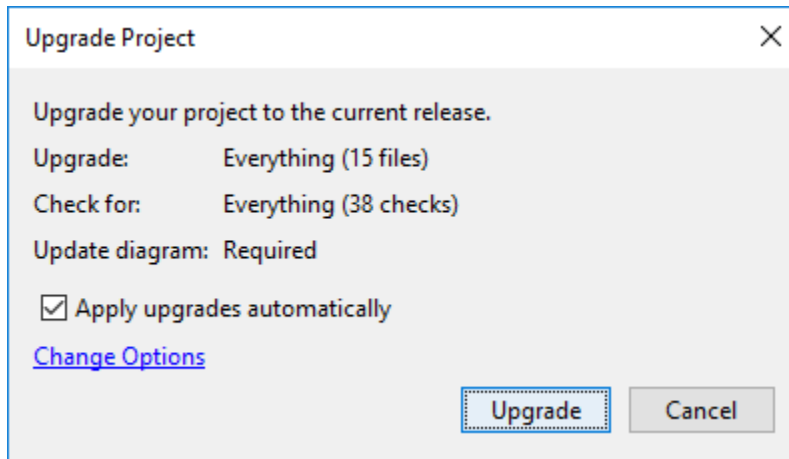 Upgrade Project
Upgrade your project to the current release.
Upgrade: Everything (15 files)
Check for: Everything (38 checks)
Update diagram: Required
Apply upgrades automatically
Change Options
Upgrade Cancel